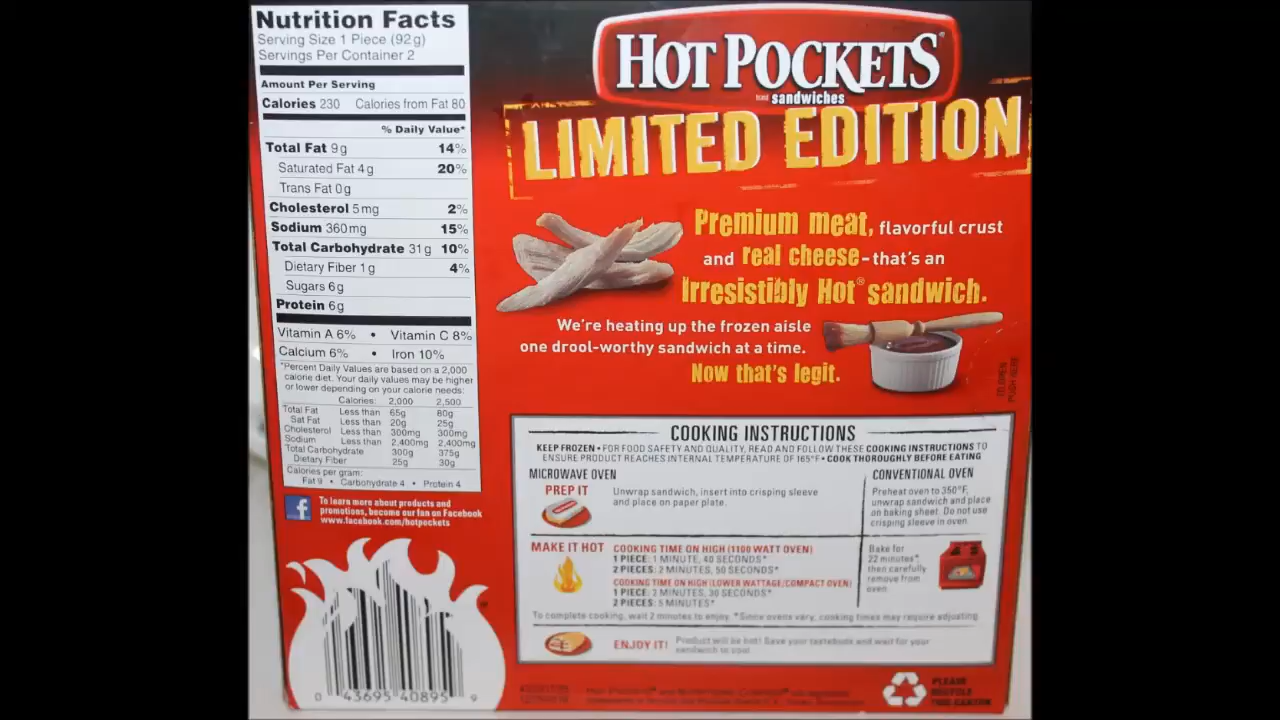 Nutrition Facts
Serving Size 1 Piece (92g)
Servings Per Container 2
Amount Per Serving
Calories 230 Calories from Fat 80
% Daily Value*
Total Fat 9g 14%
Saturated Fat 4g 20%
Trans Fat 0g
Cholesterol 5mg 2%
Sodium 360mg 15%
Total Carbohydrate 31g 10%
Dietary Fiber 1g 4%
Sugars 6g
Protein 6g
Vitamin A 6% • Vitamin C 8%
Calcium 6% • Iron 10%
*Percent Daily Values are based on a 2,000
calorie diet. Your daily values may be higher
or lower depending on your calorie needs:
Calories: 2,000 2,500
Total Fat Less than 65g 80g
Sat Fat Less than 20g 25g
Cholesterol Less than 300mg 300mg
Sodium Less than 2,400mg 2,400mg
Total Carbohydrate 300g 375g
Dietary Fiber 25g 30g
Calories per gram:
Fat 9 • Carbohydrate 4 • Protein 4
To learn more about products and
promotions, become our fan on Facebook
www.facebook.com/hotpockets
0 43695 40895 9
HOT POCKETS®
sandwiches
LIMITED EDITION
Premium meat, flavorful crust
and real cheese-that's an
Irresistibly Hot® sandwich.
We're heating up the frozen aisle
one drool-worthy sandwich at a time.
Now that's legit.
TO OPEN
PUSH HERE
COOKING INSTRUCTIONS
KEEP FROZEN • FOR FOOD SAFETY AND QUALITY, READ AND FOLLOW THESE COOKING INSTRUCTIONS TO
ENSURE PRODUCT REACHES INTERNAL TEMPERATURE OF 165°F • COOK THOROUGHLY BEFORE EATING
MICROWAVE OVEN
PREP IT
Unwrap sandwich, insert into crisping sleeve
and place on paper plate.
MAKE IT HOT
COOKING TIME ON HIGH (1100 WATT OVEN)
1 PIECE: 1 MINUTE, 40 SECONDS*
2 PIECES: 2 MINUTES, 50 SECONDS*
COOKING TIME ON HIGH (LOWER WATTAGE/COMPACT OVEN)
1 PIECE: 2 MINUTES, 30 SECONDS*
2 PIECES: 5 MINUTES*
CONVENTIONAL OVEN
Preheat oven to 350°F,
unwrap sandwich and place
on baking sheet. Do not use
crisping sleeve in oven.
Bake for
22 minutes*,
then carefully
remove from
oven.
To complete cooking, wait 2 minutes to enjoy. *Since ovens vary, cooking times may require adjusting.
ENJOY IT!
Product will be hot! Save your tastebuds and wait for your
sandwich to cool.
PLEASE
RECYCLE
THIS CARTON